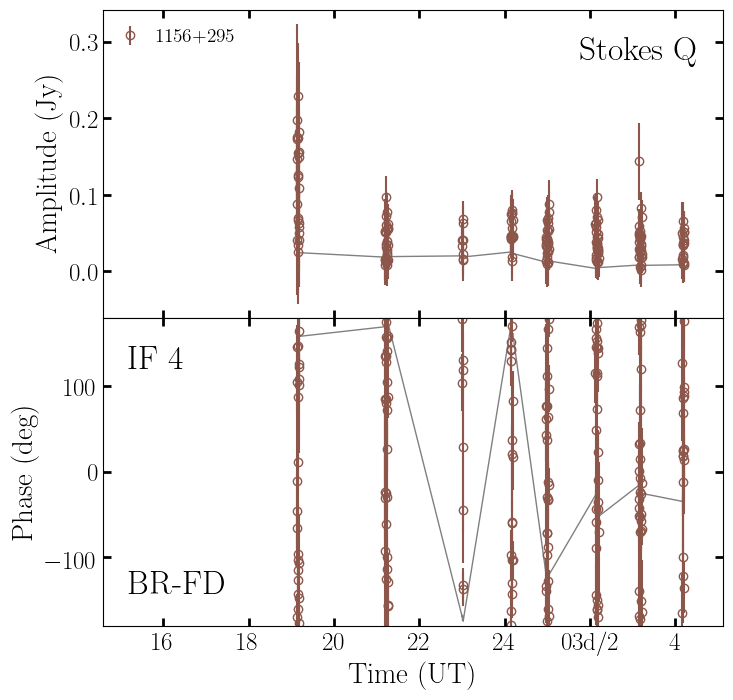 1156+295
Stokes Q
0.3
0.2
0.1
0.0
Amplitude (Jy)
IF 4
100
0
−100
Phase (deg)
BR-FD
16 18 20 22 24 03d/2 4
Time (UT)